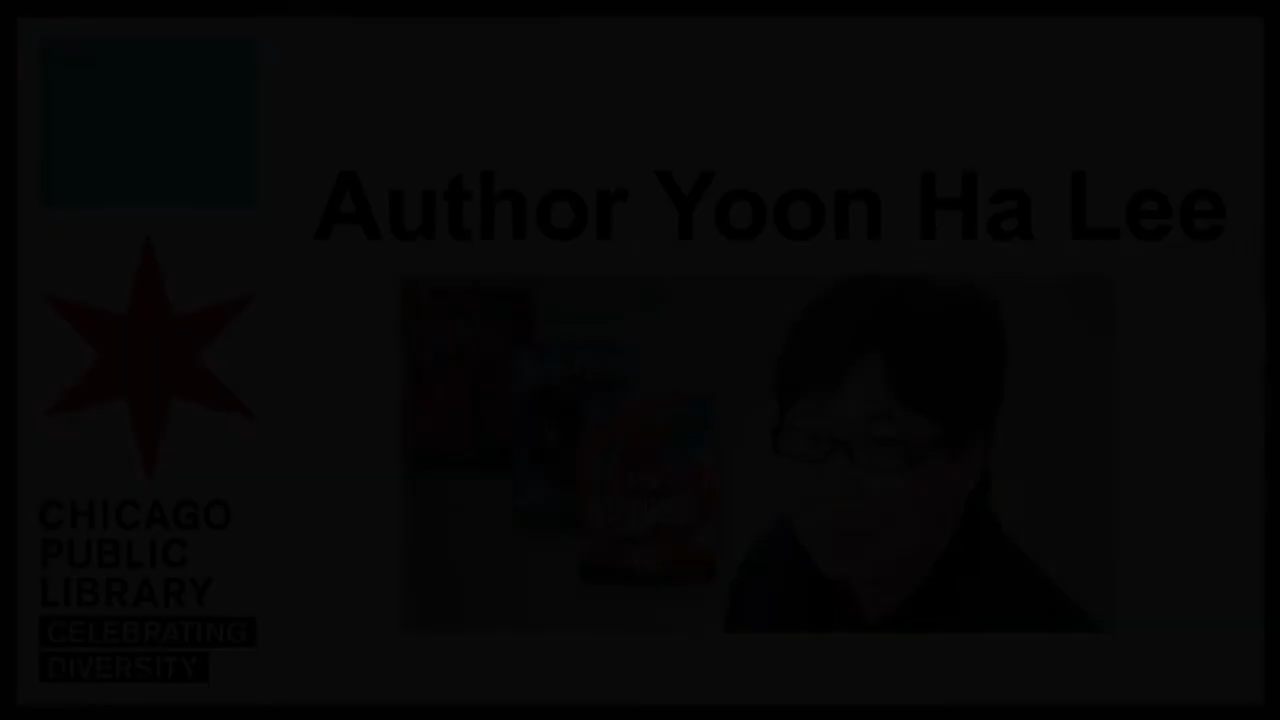 Author Yoon Ha Lee
CHICAGO
PUBLIC
LIBRARY
CELEBRATING
DIVERSITY